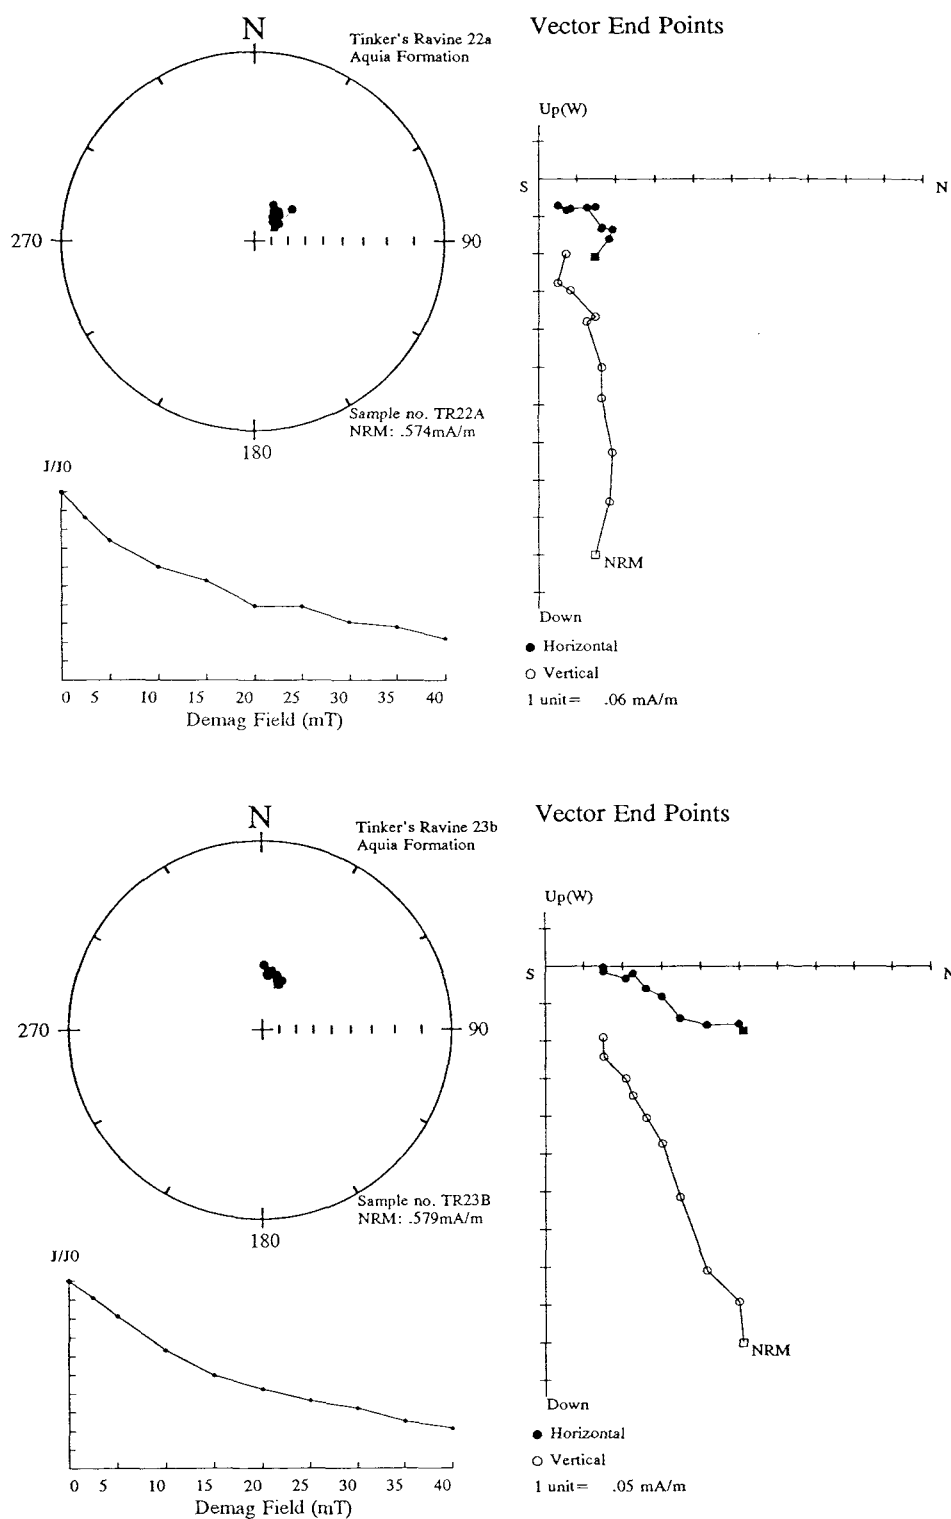 N
Tinker's Ravine 22a
Aquia Formation
Vector End Points
Up(W)
S
N
270
90
Sample no. TR22A
NRM: .574mA/m
180
J/J0
NRM
Down
● Horizontal
○ Vertical
1 unit= .06 mA/m
0 5 10 15 20 25 30 35 40
Demag Field (mT)
N
Tinker's Ravine 23b
Aquia Formation
Vector End Points
Up(W)
S
N
270
90
Sample no. TR23B
NRM: .579mA/m
180
J/J0
NRM
Down
● Horizontal
○ Vertical
1 unit= .05 mA/m
0 5 10 15 20 25 30 35 40
Demag Field (mT)